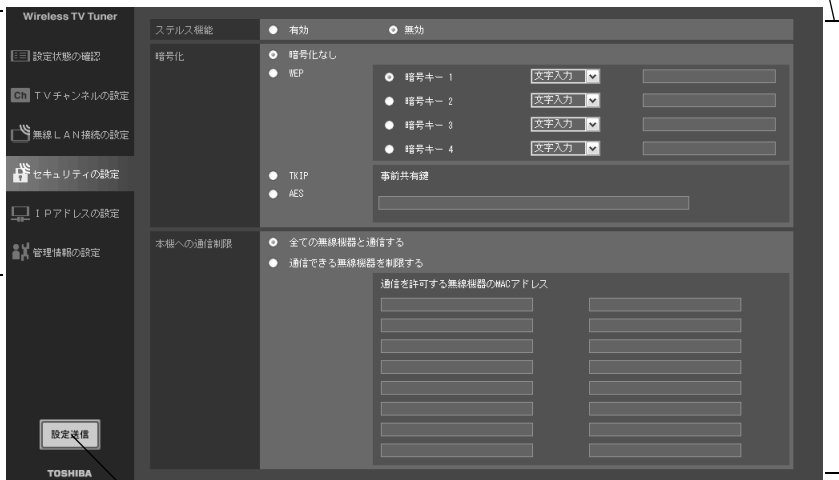 Wireless TV Tuner
設定状態の確認
Ch TVチャンネルの設定
無線LAN接続の設定
セキュリティの設定
IPアドレスの設定
管理情報の設定
設定送信
TOSHIBA
ステルス機能 有効 無効
暗号化 暗号化なし
WEP
暗号キー 1 文字入力
暗号キー 2 文字入力
暗号キー 3 文字入力
暗号キー 4 文字入力
TKIP 事前共有鍵
AES
本機への通信制限 全ての無線機器と通信する
通信できる無線機器を制限する
通信を許可する無線機器のMACアドレス